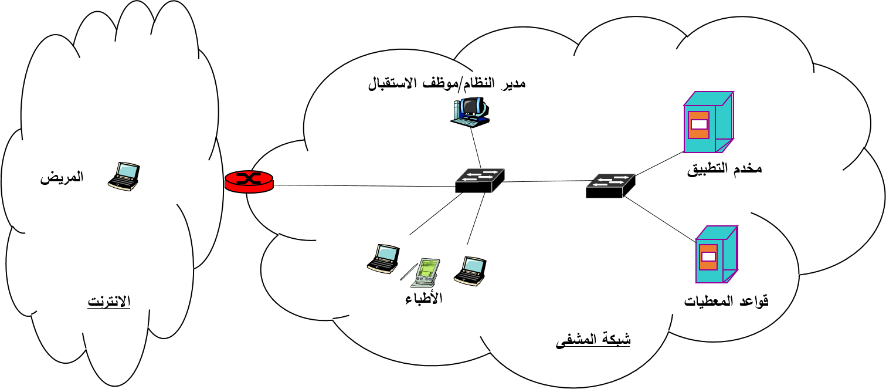 مدير النظام/موظف الاستقبال
مخدم التطبيق
المريض
الأطباء
قواعد المعطيات
الانترنت
شبكة المشفى